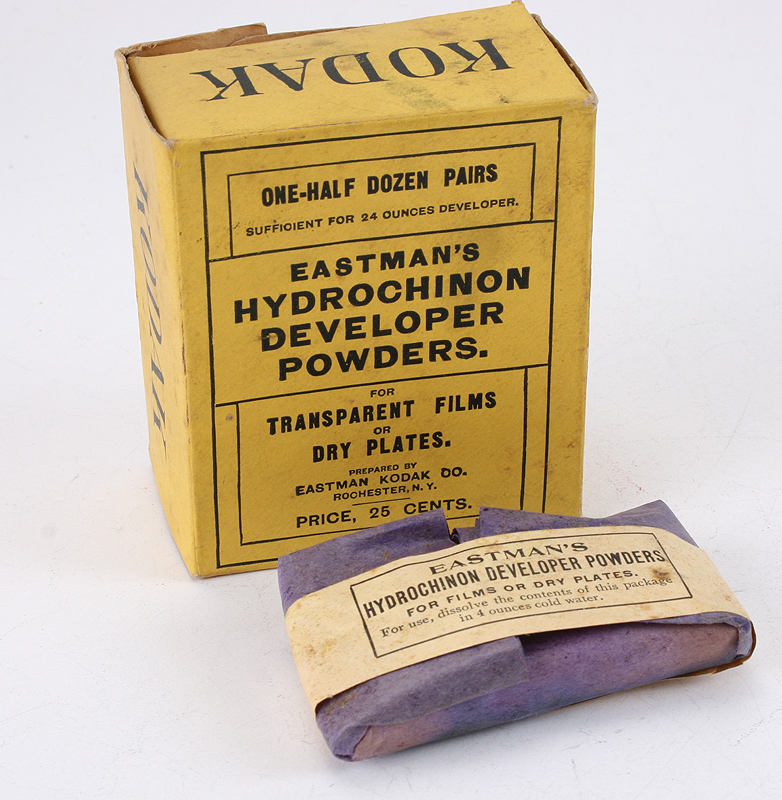 KODAK
KODAK
ONE-HALF DOZEN PAIRS
SUFFICIENT FOR 24 OUNCES DEVELOPER.
EASTMAN'S
HYDROCHINON
DEVELOPER
POWDERS.
FOR
TRANSPARENT FILMS
OR
DRY PLATES.
PREPARED BY
EASTMAN KODAK CO.
ROCHESTER, N. Y.
PRICE, 25 CENTS.
EASTMAN'S
HYDROCHINON DEVELOPER POWDERS
FOR FILMS OR DRY PLATES.
For use, dissolve the contents of this package
in 4 ounces cold water.